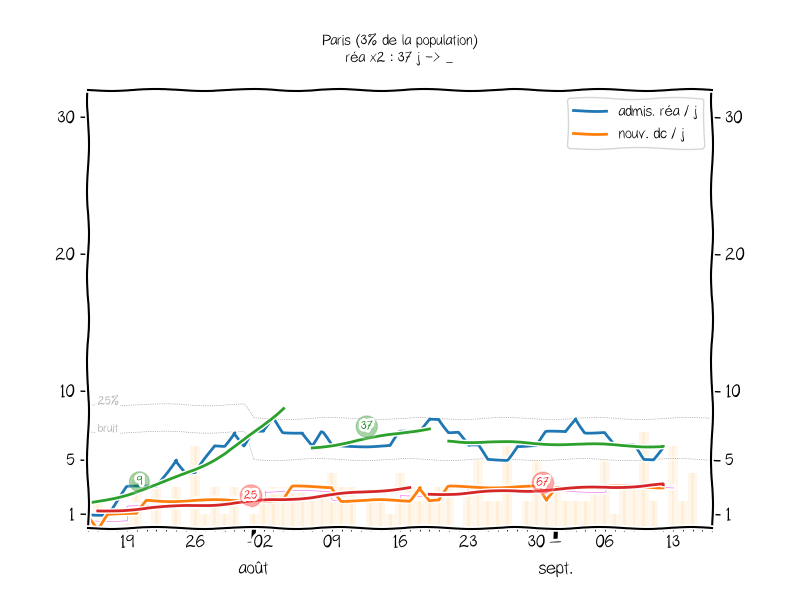 Paris (3% de la population)
réa x2 : 37 j -> _
admis. réa / j
nouv. dc / j
30
30
20
20
10
10
25%
bruit
37
5
5
9
25
67
1
1
19 26 02 09 16 23 30 06 13
août sept.